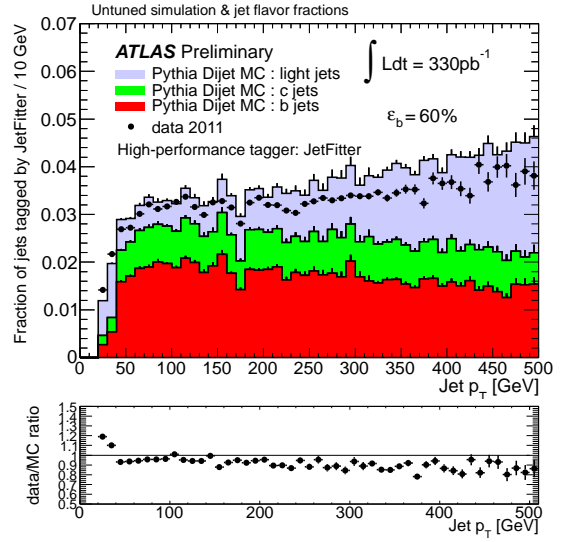 Untuned simulation & jet flavor fractions
Fraction of jets tagged by JetFitter / 10 GeV
0.07
0.06
0.05
0.04
0.03
0.02
0.01
0
ATLAS Preliminary
Pythia Dijet MC : light jets
Pythia Dijet MC : c jets
Pythia Dijet MC : b jets
data 2011
High-performance tagger: JetFitter
∫ Ldt = 330pb⁻¹
ε_b = 60%
0 50 100 150 200 250 300 350 400 450 500
Jet p_T [GeV]
data/MC ratio
1.5
1.4
1.3
1.2
1.1
1.0
0.9
0.8
0.7
0.6
0.5
0 100 200 300 400 500
Jet p_T [GeV]